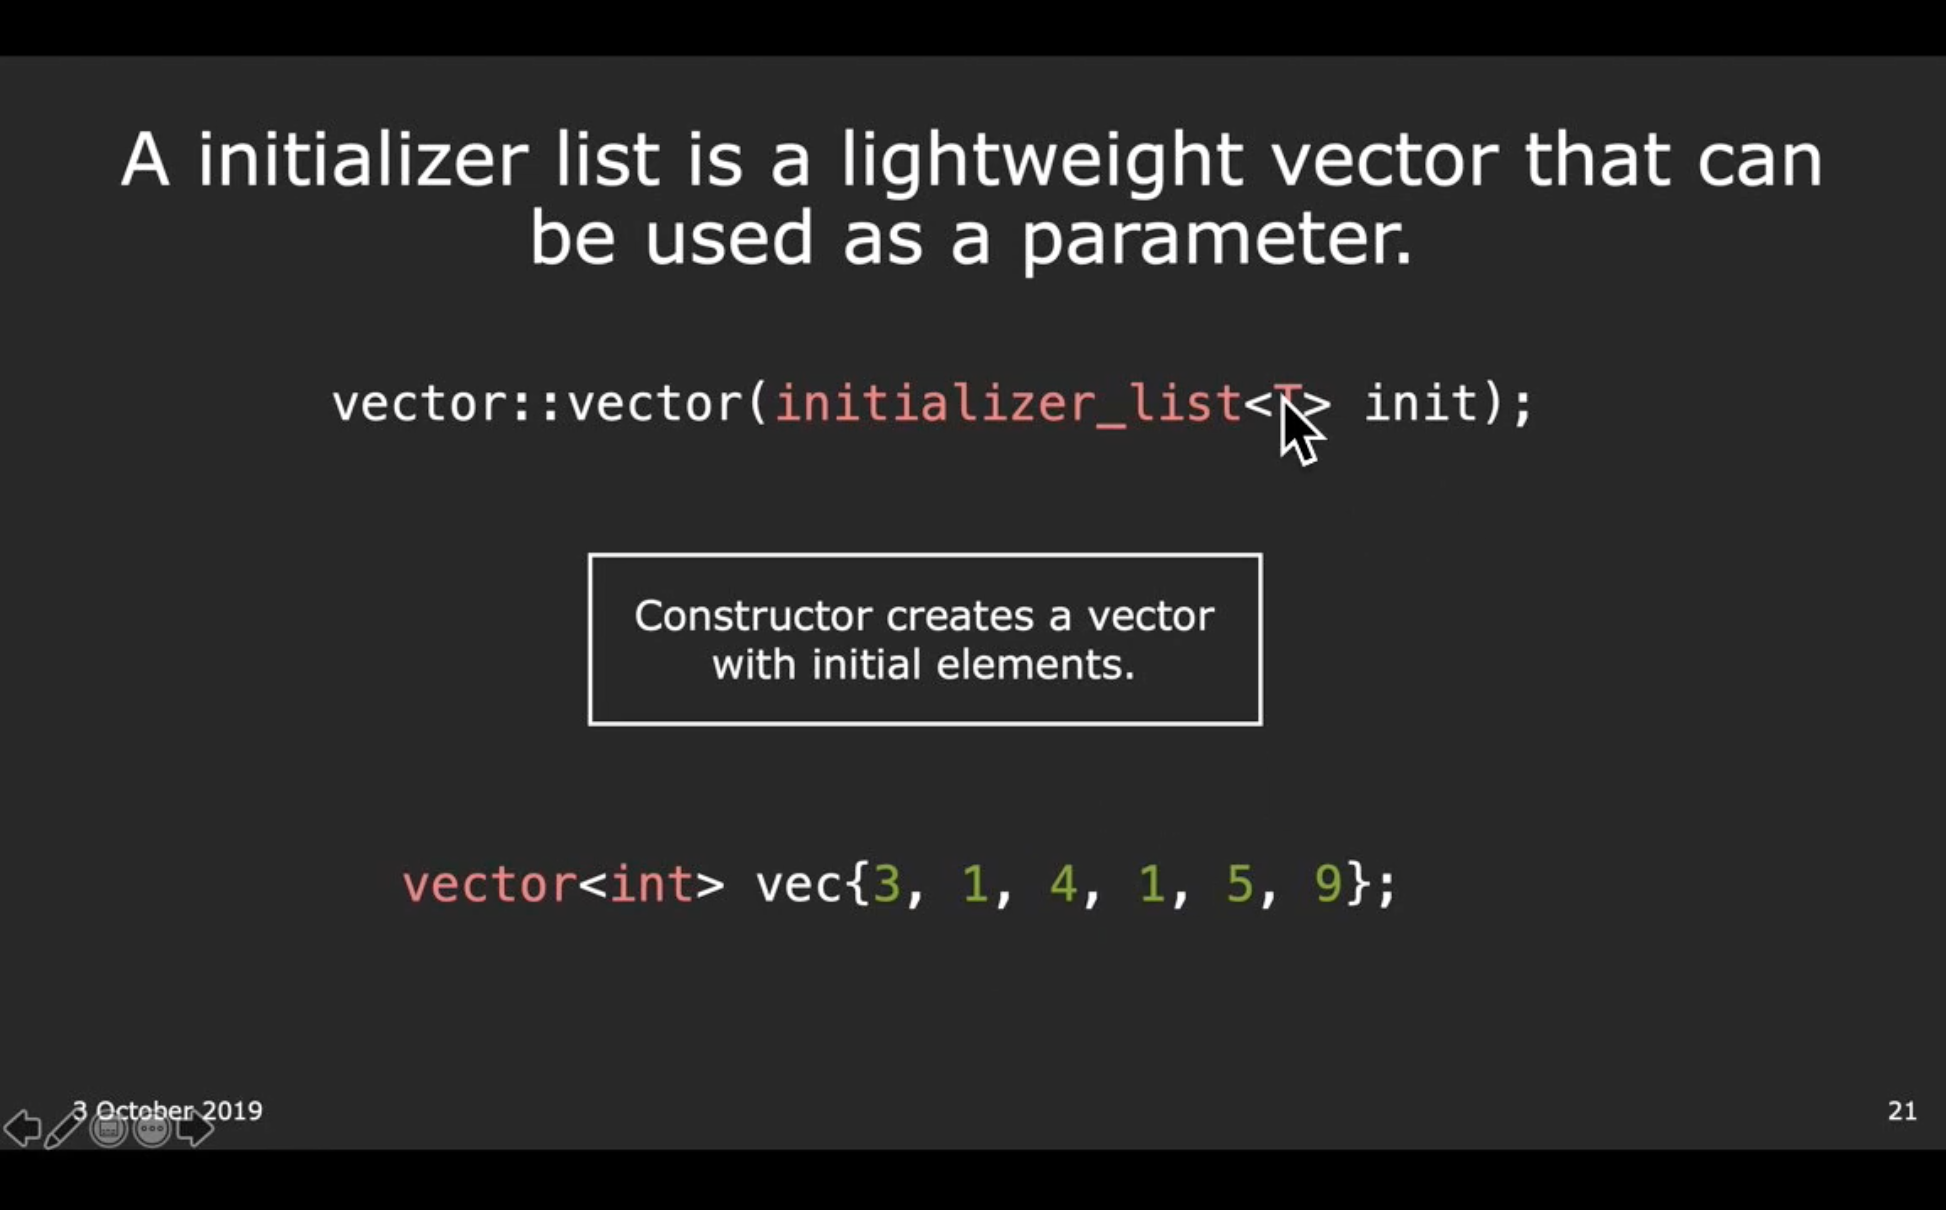 A initializer list is a lightweight vector that can
be used as a parameter.
vector::vector(initializer_list<T> init);
Constructor creates a vector
with initial elements.
vector<int> vec{3, 1, 4, 1, 5, 9};
3 October 2019
21